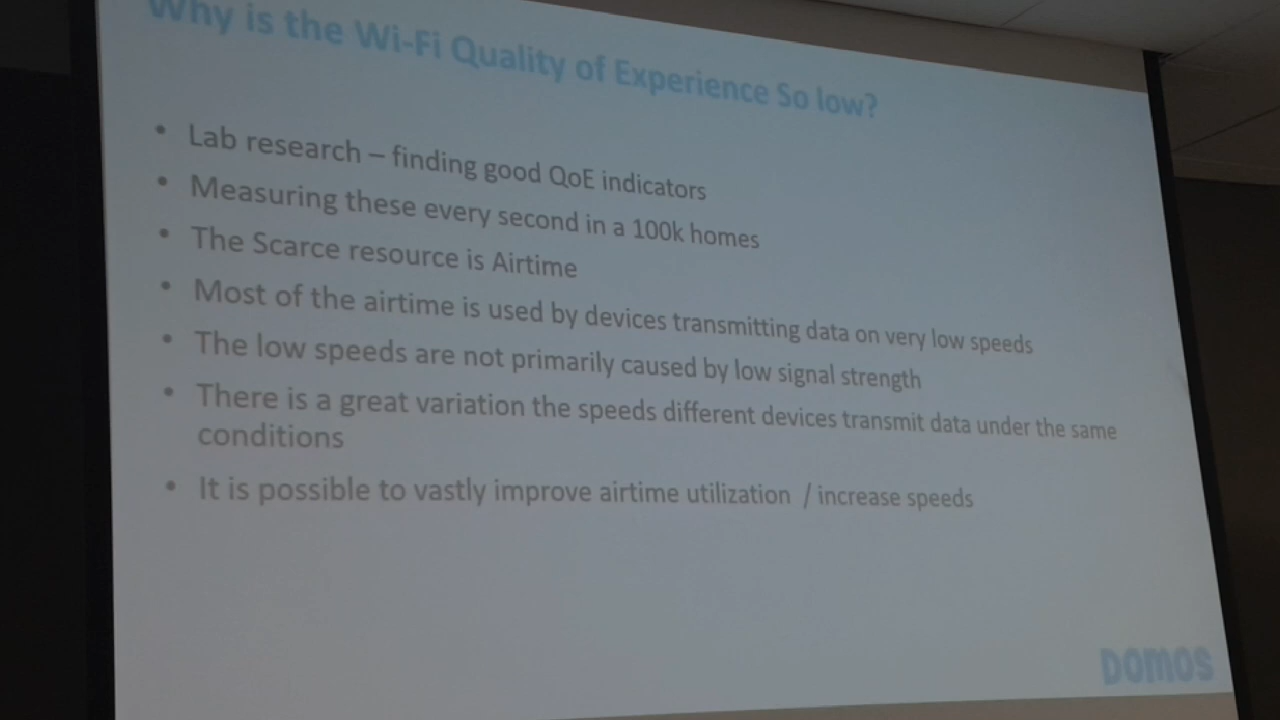 Why is the Wi-Fi Quality of Experience So low?
• Lab research – finding good QoE indicators
• Measuring these every second in a 100k homes
• The Scarce resource is Airtime
• Most of the airtime is used by devices transmitting data on very low speeds
• The low speeds are not primarily caused by low signal strength
• There is a great variation the speeds different devices transmit data under the same
conditions
• It is possible to vastly improve airtime utilization / increase speeds
DOMOS